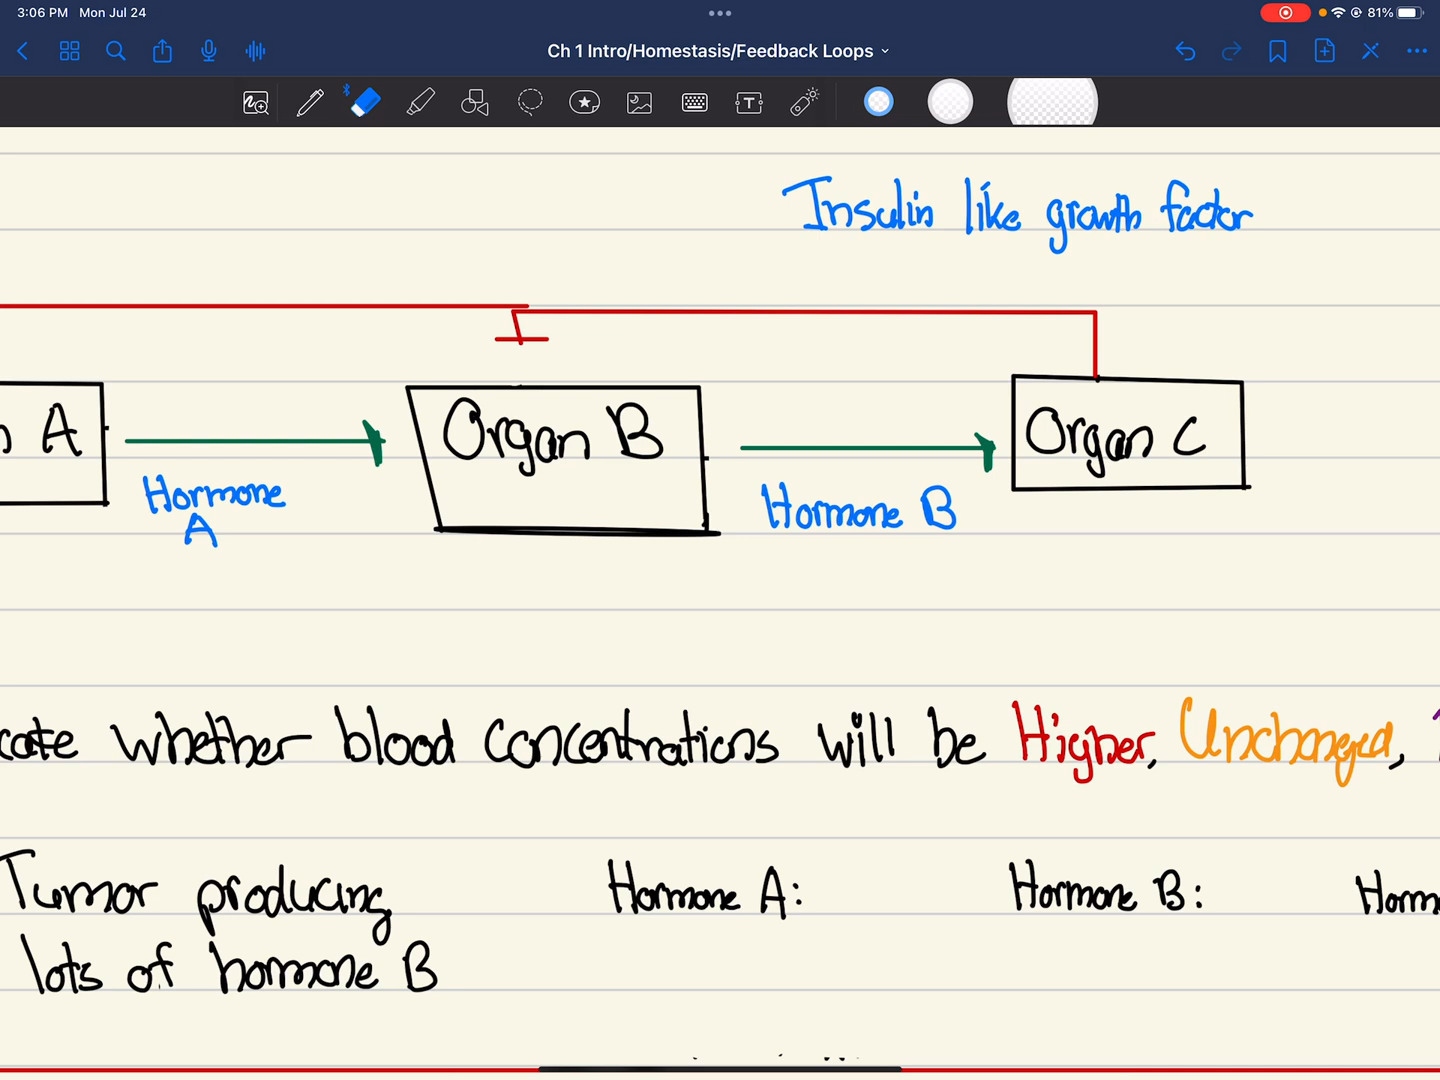 3:06 PM Mon Jul 24
81%
Ch 1 Intro/Homestasis/Feedback Loops
T
Insulin like growth factor
A
Organ B
Organ C
Hormone
A
Hormone B
whether blood concentrations will be Higher, Unchanged,
Tumor producing
lots of hormone B
Hormone A:
Hormone B: